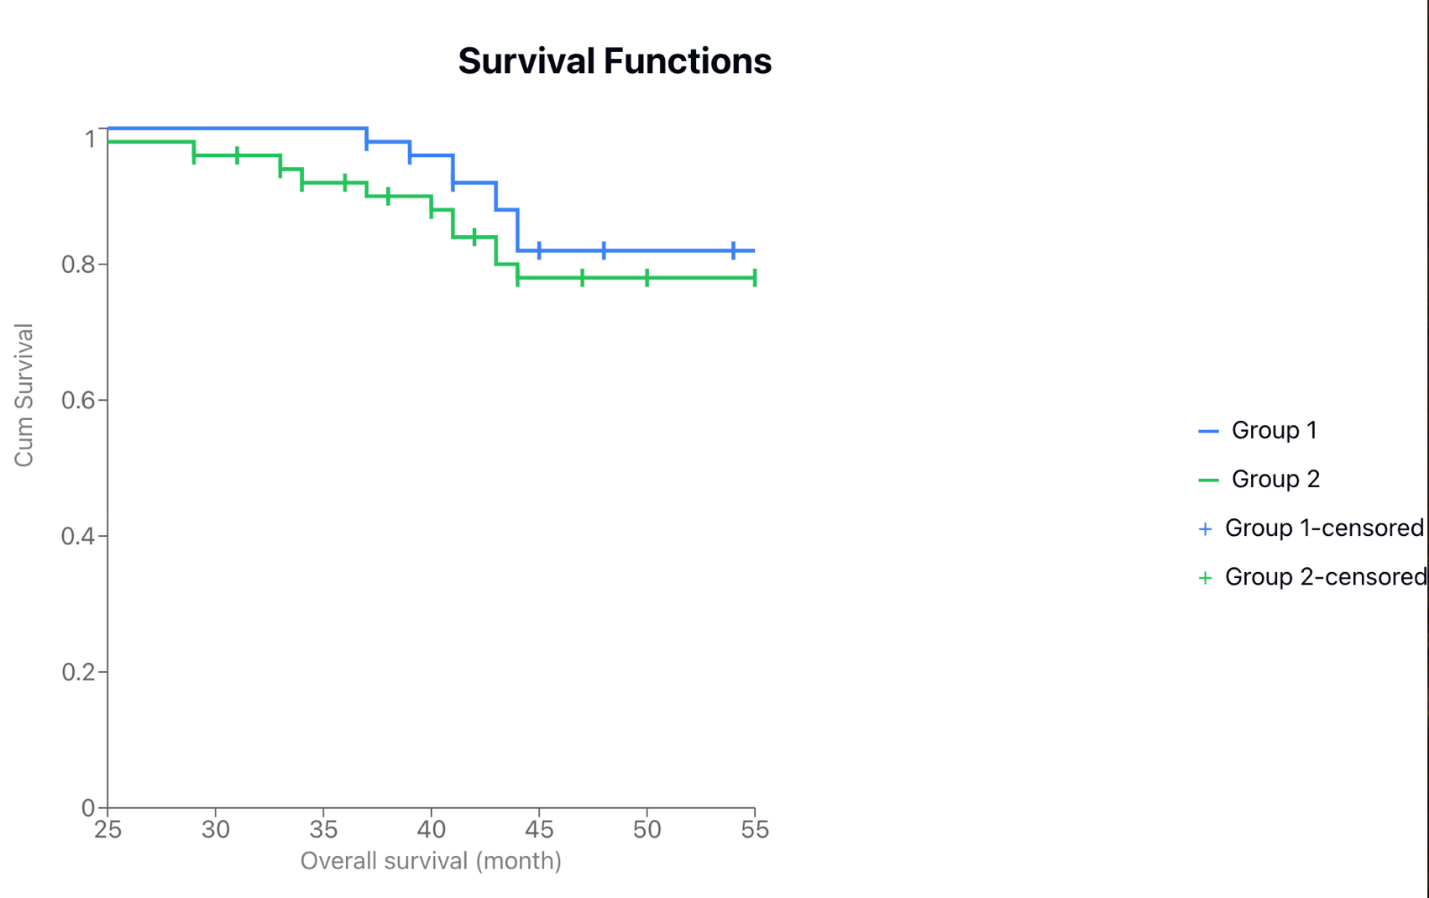 Survival Functions
1
0.8
0.6
0.4
0.2
0
Cum Survival
25 30 35 40 45 50 55
Overall survival (month)
Group 1
Group 2
Group 1-censored
Group 2-censored